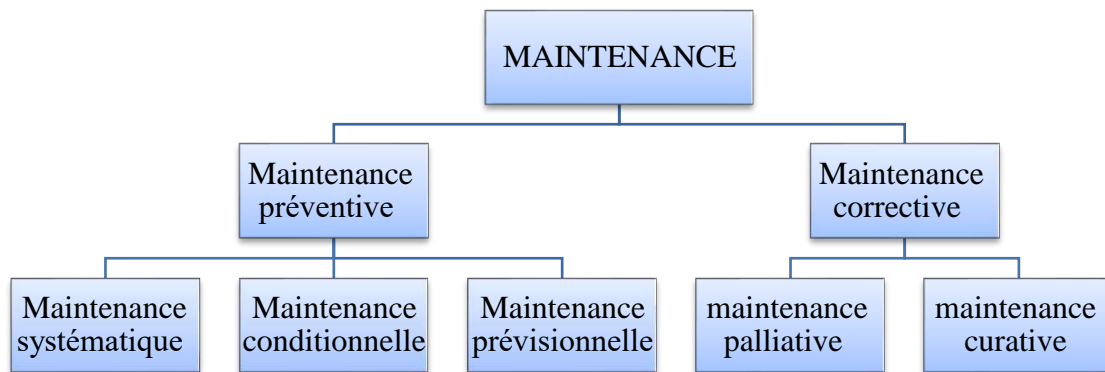 MAINTENANCE
Maintenance
préventive
Maintenance
corrective
Maintenance
systématique
Maintenance
conditionnelle
Maintenance
prévisionnelle
maintenance
palliative
maintenance
curative